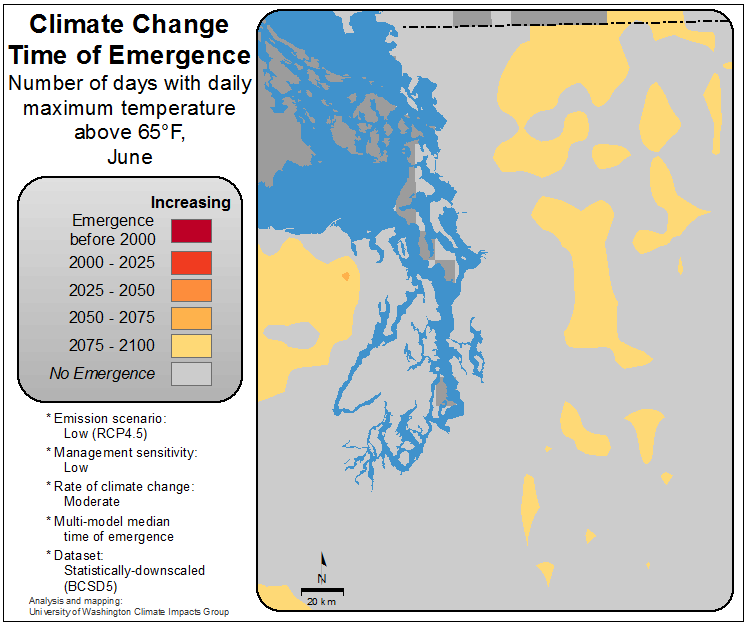 Climate Change
Time of Emergence
Number of days with daily
maximum temperature
above 65°F,
June
Increasing
Emergence
before 2000
2000 - 2025
2025 - 2050
2050 - 2075
2075 - 2100
No Emergence
* Emission scenario:
Low (RCP4.5)
* Management sensitivity:
Low
* Rate of climate change:
Moderate
* Multi-model median
time of emergence
* Dataset:
Statistically-downscaled
(BCSD5)
Analysis and mapping:
University of Washington Climate Impacts Group
N
20 km